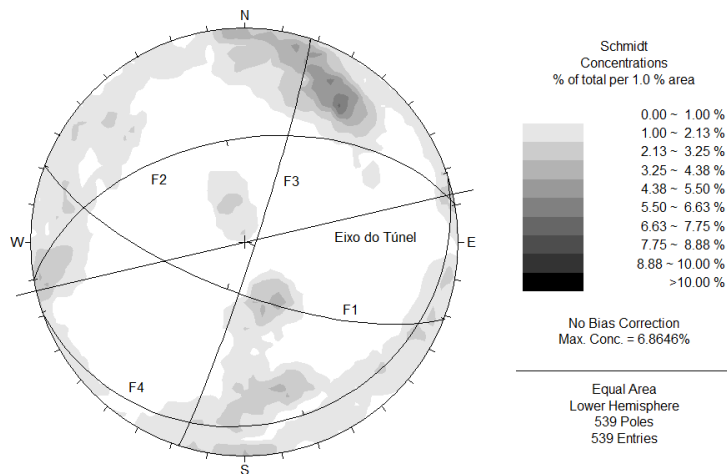 N
F2
F3
W
Eixo do Túnel
E
F1
F4
S
Schmidt
Concentrations
% of total per 1.0 % area
0.00 ~ 1.00 %
1.00 ~ 2.13 %
2.13 ~ 3.25 %
3.25 ~ 4.38 %
4.38 ~ 5.50 %
5.50 ~ 6.63 %
6.63 ~ 7.75 %
7.75 ~ 8.88 %
8.88 ~ 10.00 %
>10.00 %
No Bias Correction
Max. Conc. = 6.8646%
Equal Area
Lower Hemisphere
539 Poles
539 Entries